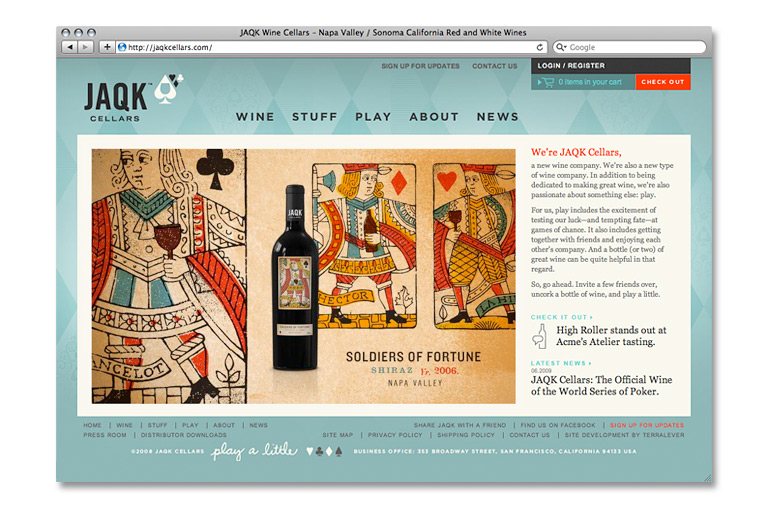 JAQK Wine Cellars – Napa Valley / Sonoma California Red and White Wines
http://jaqkcellars.com/
Google
SIGN UP FOR UPDATES
CONTACT US
LOGIN / REGISTER
0 items in your cart
CHECK OUT
JAQK™
CELLARS
WINE STUFF PLAY ABOUT NEWS
ANCELOT
JAQK
SOLDIERS OF FORTUNE
HECTOR
SOLDIERS OF FORTUNE
SHIRAZ Yr. 2006.
NAPA VALLEY
We're JAQK Cellars,
a new wine company. We're also a new type
of wine company. In addition to being
dedicated to making great wine, we're also
passionate about something else: play.
For us, play includes the excitement of
testing our luck—and tempting fate—at
games of chance. It also includes getting
together with friends and enjoying each
other's company. And a bottle (or two) of
great wine can be quite helpful in that
regard.
So, go ahead. Invite a few friends over,
uncork a bottle of wine, and play a little.
CHECK IT OUT
High Roller stands out at
Acme's Atelier tasting.
LATEST NEWS
06.2009
JAQK Cellars: The Official Wine
of the World Series of Poker.
HOME | WINE | STUFF | PLAY | ABOUT | NEWS
SHARE JAQK WITH A FRIEND | FIND US ON FACEBOOK | SIGN UP FOR UPDATES
PRESS ROOM | DISTRIBUTOR DOWNLOADS
SITE MAP | PRIVACY POLICY | SHIPPING POLICY | CONTACT US | SITE DEVELOPMENT BY TERRALEVER
©2009 JAQK CELLARS play a little BUSINESS OFFICE: 353 BROADWAY STREET, SAN FRANCISCO, CALIFORNIA 94133 USA